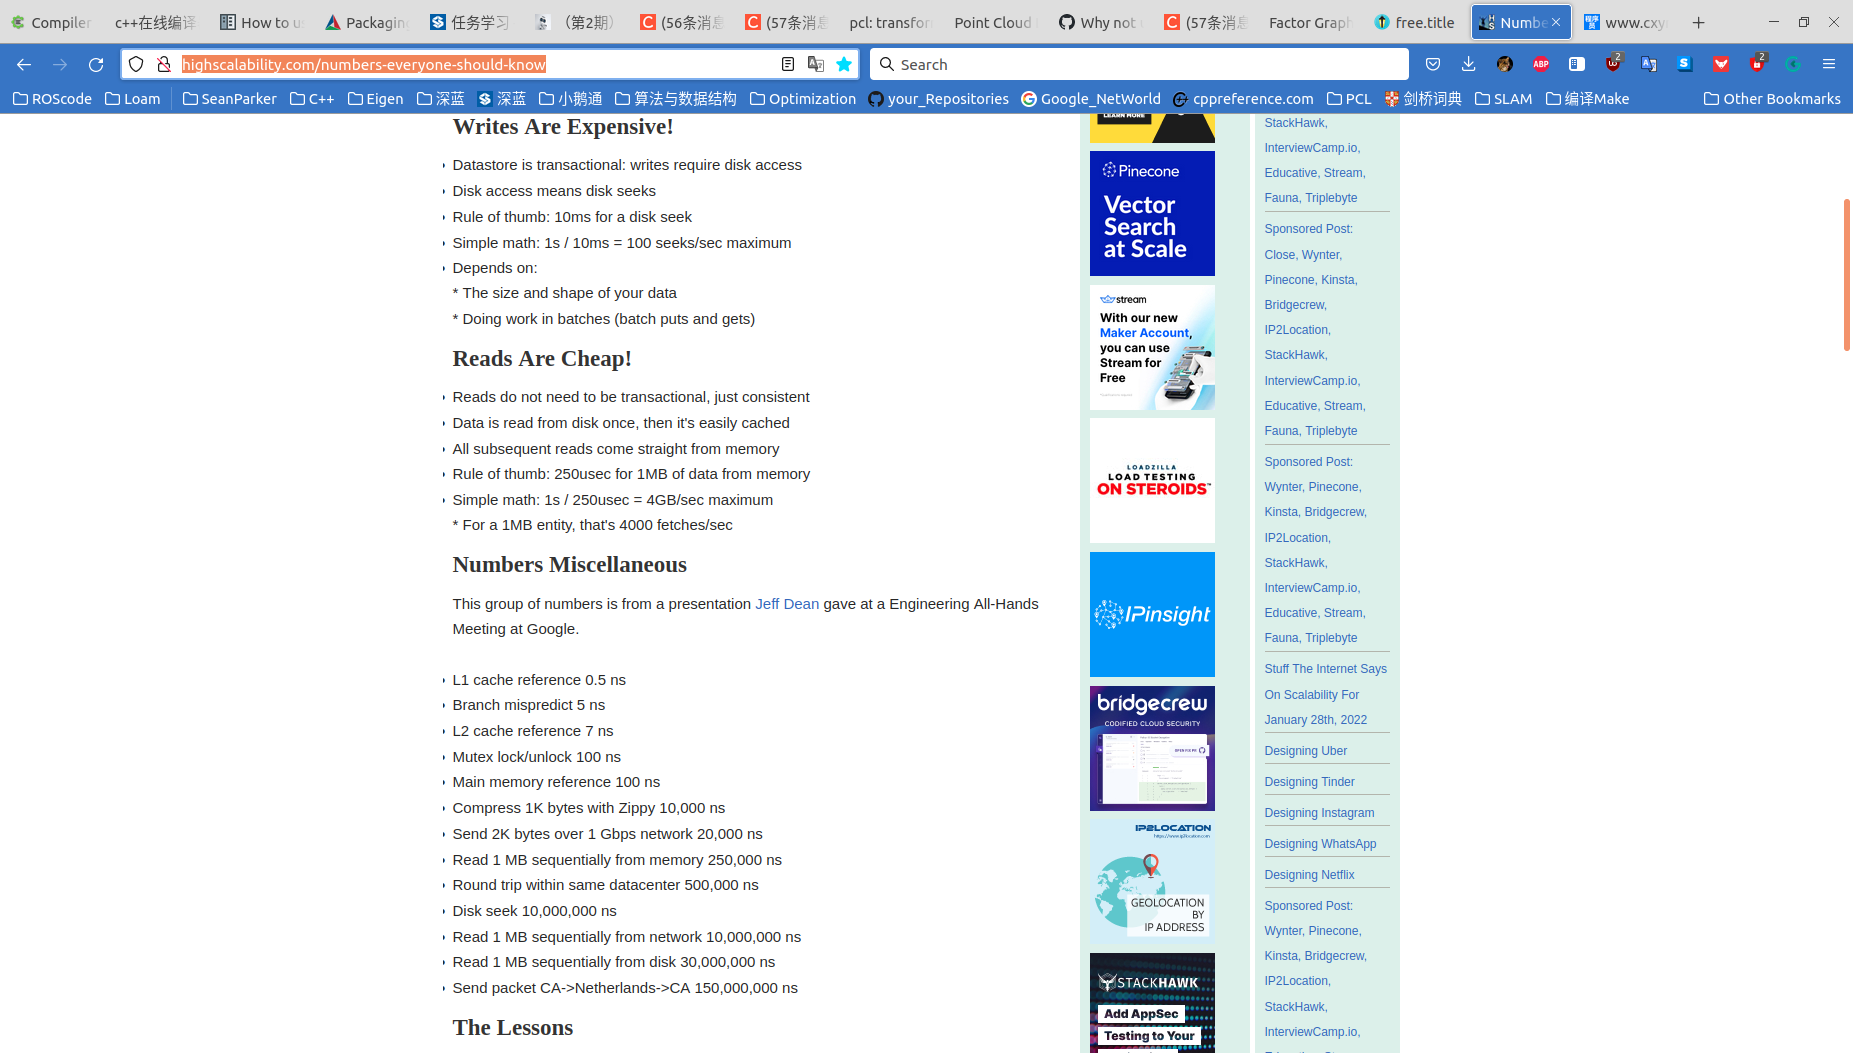 Compiler
c++在线编译
How to u
Packagin
任务学习
（第2期）
(56条消息
(57条消息
pcl: transfor
Point Cloud
Why not
(57条消息
Factor Graph
free.title
Numbe
www.cxy
highscalability.com/numbers-everyone-should-know
Search
ABP
2
2
ROScode
Loam
SeanParker
C++
Eigen
深蓝
深蓝
小鹅通
算法与数据结构
Optimization
your_Repositories
Google_NetWorld
cppreference.com
PCL
剑桥词典
SLAM
编译Make
Other Bookmarks
Writes Are Expensive!
Datastore is transactional: writes require disk access
Disk access means disk seeks
Rule of thumb: 10ms for a disk seek
Simple math: 1s / 10ms = 100 seeks/sec maximum
Depends on:
* The size and shape of your data
* Doing work in batches (batch puts and gets)
Reads Are Cheap!
Reads do not need to be transactional, just consistent
Data is read from disk once, then it's easily cached
All subsequent reads come straight from memory
Rule of thumb: 250usec for 1MB of data from memory
Simple math: 1s / 250usec = 4GB/sec maximum
* For a 1MB entity, that's 4000 fetches/sec
Numbers Miscellaneous
This group of numbers is from a presentation Jeff Dean gave at a Engineering All-Hands
Meeting at Google.
L1 cache reference 0.5 ns
Branch mispredict 5 ns
L2 cache reference 7 ns
Mutex lock/unlock 100 ns
Main memory reference 100 ns
Compress 1K bytes with Zippy 10,000 ns
Send 2K bytes over 1 Gbps network 20,000 ns
Read 1 MB sequentially from memory 250,000 ns
Round trip within same datacenter 500,000 ns
Disk seek 10,000,000 ns
Read 1 MB sequentially from network 10,000,000 ns
Read 1 MB sequentially from disk 30,000,000 ns
Send packet CA->Netherlands->CA 150,000,000 ns
The Lessons
LEARN MORE
Pinecone
Vector
Search
at Scale
stream
With our new
Maker Account,
you can use
Stream for
Free
LOADZILLA
LOAD TESTING
ON STEROIDS™
IPinsight
bridgecrew
CODIFIED CLOUD SECURITY
IP2LOCATION
https://www.ip2location.com
GEOLOCATION
BY
IP ADDRESS
STACKHAWK
Add AppSec
Testing to Your
StackHawk,
InterviewCamp.io,
Educative, Stream,
Fauna, Triplebyte
Sponsored Post:
Close, Wynter,
Pinecone, Kinsta,
Bridgecrew,
IP2Location,
StackHawk,
InterviewCamp.io,
Educative, Stream,
Fauna, Triplebyte
Sponsored Post:
Wynter, Pinecone,
Kinsta, Bridgecrew,
IP2Location,
StackHawk,
InterviewCamp.io,
Educative, Stream,
Fauna, Triplebyte
Stuff The Internet Says
On Scalability For
January 28th, 2022
Designing Uber
Designing Tinder
Designing Instagram
Designing WhatsApp
Designing Netflix
Sponsored Post:
Wynter, Pinecone,
Kinsta, Bridgecrew,
IP2Location,
StackHawk,
InterviewCamp.io,